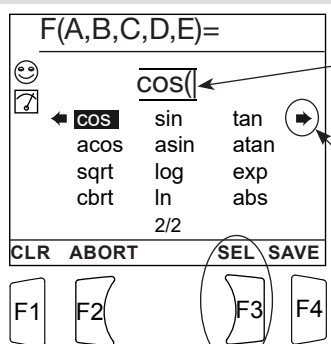 F(A,B,C,D,E)=
cos(
cos sin tan
acos asin atan
sqrt log exp
cbrt ln abs
2/2
CLR ABORT SEL SAVE
F1 F2 F3 F4